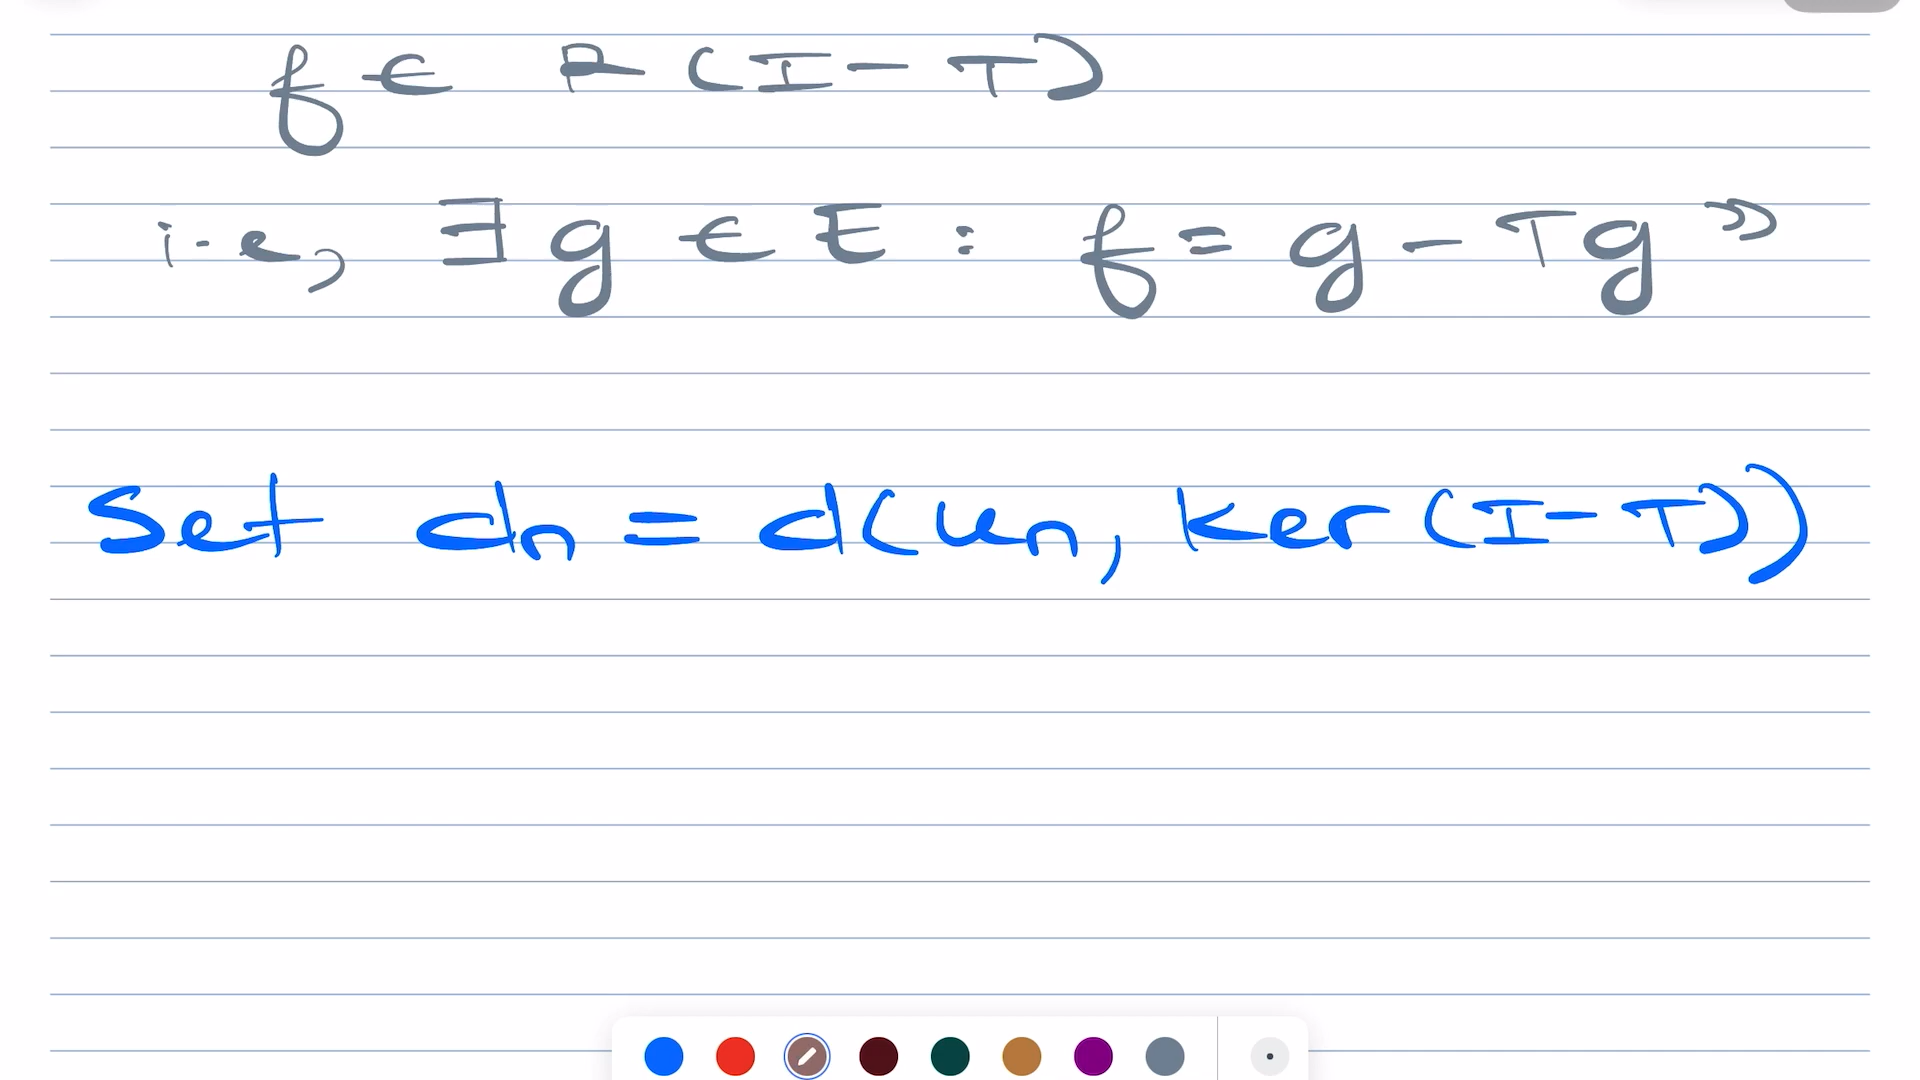 f ∈ R (I - T)
i.e, ∃ g ∈ E : f = g - Tg "
Set dn = d(un, ker (I - T))